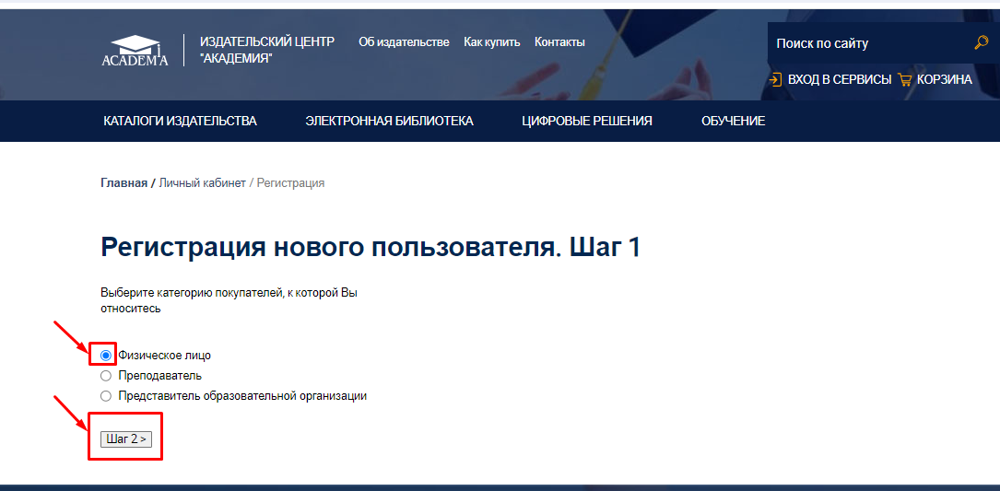 ACADEMIA
ИЗДАТЕЛЬСКИЙ ЦЕНТР
"АКАДЕМИЯ"
Об издательстве Как купить Контакты
Поиск по сайту
ВХОД В СЕРВИСЫ КОРЗИНА
КАТАЛОГИ ИЗДАТЕЛЬСТВА ЭЛЕКТРОННАЯ БИБЛИОТЕКА ЦИФРОВЫЕ РЕШЕНИЯ ОБУЧЕНИЕ
Главная / Личный кабинет / Регистрация
Регистрация нового пользователя. Шаг 1
Выберите категорию покупателей, к которой Вы
относитесь
Физическое лицо
Преподаватель
Представитель образовательной организации
Шаг 2 >